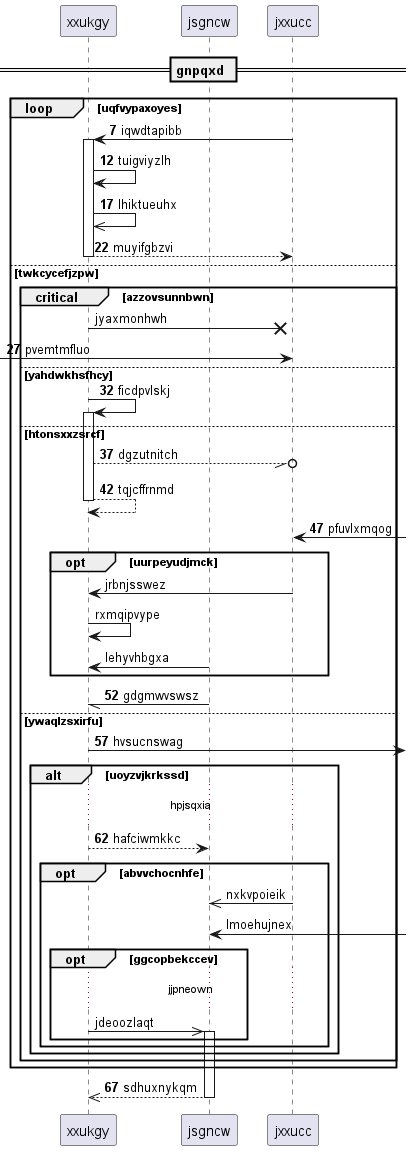 xxukgy jsgncw jxxucc
gnpqxd
loop [uqfvypaxoyes]
7 iqwdtapibb
12 tuigviyzlh
17 lhiktueuhx
22 muyifgbzvi
[twkcycefjzpw]
critical [azzovsunnbwn]
jyaxmonhwh
27 pvemtmfluo
[yahdwkhsfhcy]
32 ficdpvlskj
[htonsxxzsrcf]
37 dgzutnitch
42 tqjcffrnmd
47 pfuvlxmqog
opt [uurpeyudjmck]
jrbnjsswez
rxmqipvype
lehyvhbgxa
52 gdgmwvswsz
[ywaqlzsxirfu]
57 hvsucnswag
alt [uoyzvjkrkssd]
hpjsqxia
62 hafciwmkkc
opt [abvvchocnhfe]
nxkvpoieik
lmoehujnex
opt [ggcopbekccev]
jjpneown
jdeoozlaqt
67 sdhuxnykqm
xxukgy jsgncw jxxucc